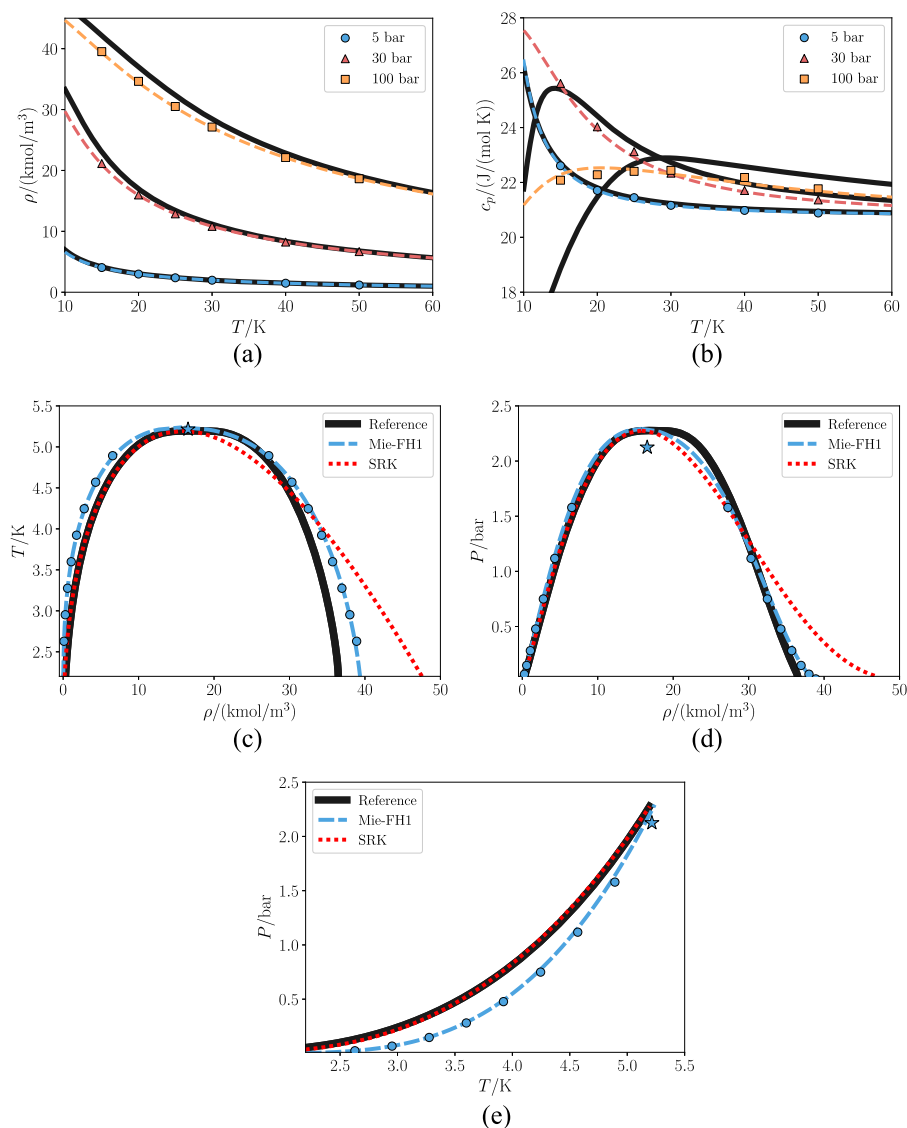 ρ/(kmol/m³)
40
30
20
10
0
5 bar
30 bar
100 bar
10 20 30 40 50 60
T/K
(a)
c_p/(J/(mol K))
28
26
24
22
20
18
5 bar
30 bar
100 bar
10 20 30 40 50 60
T/K
(b)
T/K
5.5
5.0
4.5
4.0
3.5
3.0
2.5
Reference
Mie-FH1
SRK
0 10 20 30 40 50
ρ/(kmol/m³)
(c)
P/bar
2.5
2.0
1.5
1.0
0.5
Reference
Mie-FH1
SRK
0 10 20 30 40 50
ρ/(kmol/m³)
(d)
P/bar
2.5
2.0
1.5
1.0
0.5
Reference
Mie-FH1
SRK
2.5 3.0 3.5 4.0 4.5 5.0 5.5
T/K
(e)